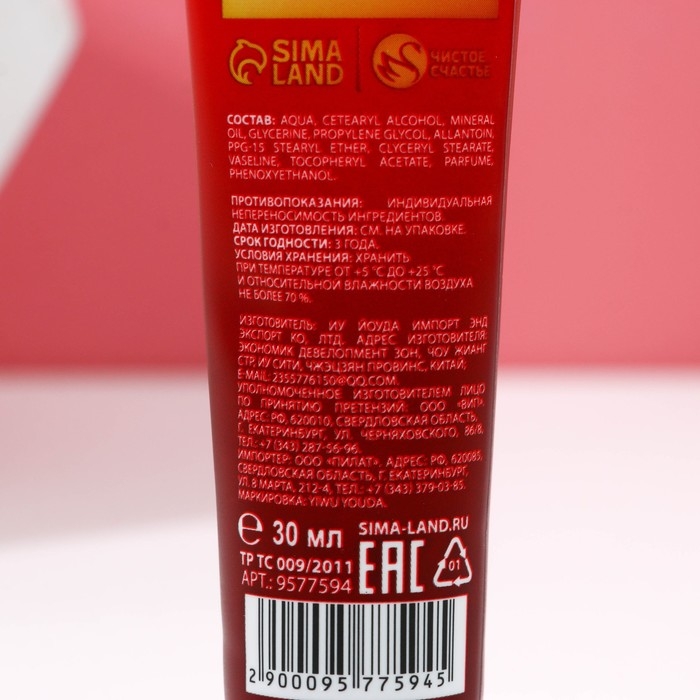 SIMA LAND
ЧИСТОЕ СЧАСТЬЕ
СОСТАВ: AQUA, CETEARYL ALCOHOL, MINERAL
OIL, GLYCERINE, PROPYLENE GLYCOL, ALLANTOIN,
PPG-15 STEARYL ETHER, GLYCERYL STEARATE,
VASELINE, TOCOPHERYL ACETATE, PARFUME,
PHENOXYETHANOL.
ПРОТИВОПОКАЗАНИЯ: ИНДИВИДУАЛЬНАЯ
НЕПЕРЕНОСИМОСТЬ ИНГРЕДИЕНТОВ.
ДАТА ИЗГОТОВЛЕНИЯ: СМ. НА УПАКОВКЕ.
СРОК ГОДНОСТИ: 3 ГОДА.
УСЛОВИЯ ХРАНЕНИЯ: ХРАНИТЬ
ПРИ ТЕМПЕРАТУРЕ ОТ +5 °С ДО +25 °С
И ОТНОСИТЕЛЬНОЙ ВЛАЖНОСТИ ВОЗДУХА
НЕ БОЛЕЕ 70 %.
ИЗГОТОВИТЕЛЬ: ИУ ЙОУДА ИМПОРТ ЭНД
ЭКСПОРТ КО, ЛТД. АДРЕС ИЗГОТОВИТЕЛЯ:
ЭКОНОМИК ДЕВЕЛОПМЕНТ ЗОН, ЧОУ ЖИАНГ
СТР, ИУ СИТИ, ЧЖЭЦЗЯН ПРОВИНС, КИТАЙ,
E-MAIL: 2355776150@QQ.COM.
УПОЛНОМОЧЕННОЕ ИЗГОТОВИТЕЛЕМ ЛИЦО
ПО ПРИНЯТИЮ ПРЕТЕНЗИЙ: ООО «ВИП»,
АДРЕС: РФ, 620010, СВЕРДЛОВСКАЯ ОБЛАСТЬ,
Г. ЕКАТЕРИНБУРГ, УЛ. ЧЕРНЯХОВСКОГО, 86/8,
ТЕЛ.: +7 (343) 287-56-96.
ИМПОРТЕР: ООО «ПИЛАТ», АДРЕС: РФ, 620085,
СВЕРДЛОВСКАЯ ОБЛАСТЬ, Г. ЕКАТЕРИНБУРГ,
УЛ. 8 МАРТА, 212-4, ТЕЛ.: +7 (343) 379-03-85.
МАРКИРОВКА: YIWU YOUDA.
℮ 30 МЛ SIMA-LAND.RU
ТР ТС 009/2011 EAC 01
АРТ.: 9577594
2 900095 775945